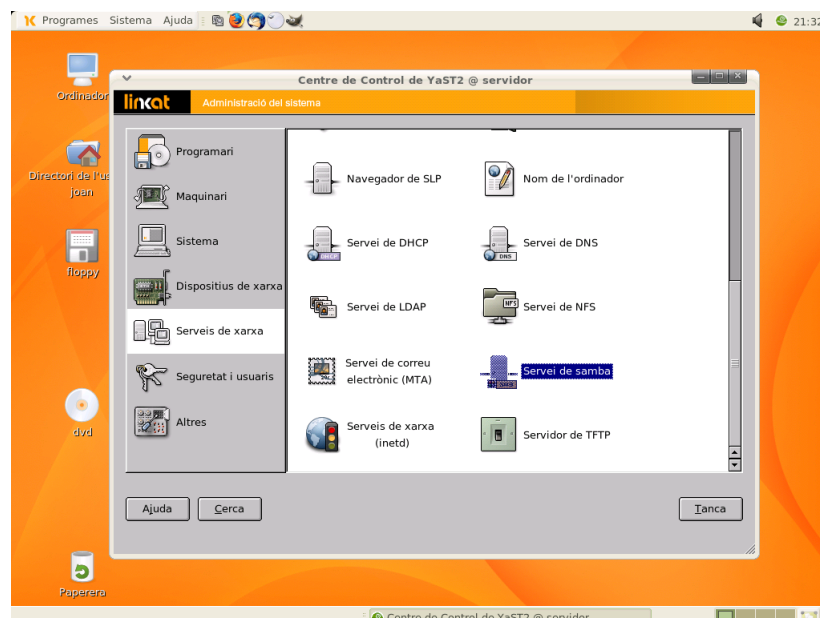 Programes Sistema Ajuda
21:32
Ordinador
Directori de l'us
joan
floppy
dvd
Paperera
Centre de Control de YaST2 @ servidor
linkat
Administració del sistema
Programari
Maquinari
Sistema
Dispositius de xarxa
Serveis de xarxa
Seguretat i usuaris
Altres
Navegador de SLP
Nom de l'ordinador
Servei de DHCP
DHCP
Servei de DNS
DNS
Servei de LDAP
Servei de NFS
NFS
Servei de correu
electrònic (MTA)
Servei de samba
SMB
Serveis de xarxa
(inetd)
Servidor de TFTP
Ajuda
Cerca
Tanca
Centre de Control de YaST2 @ servidor